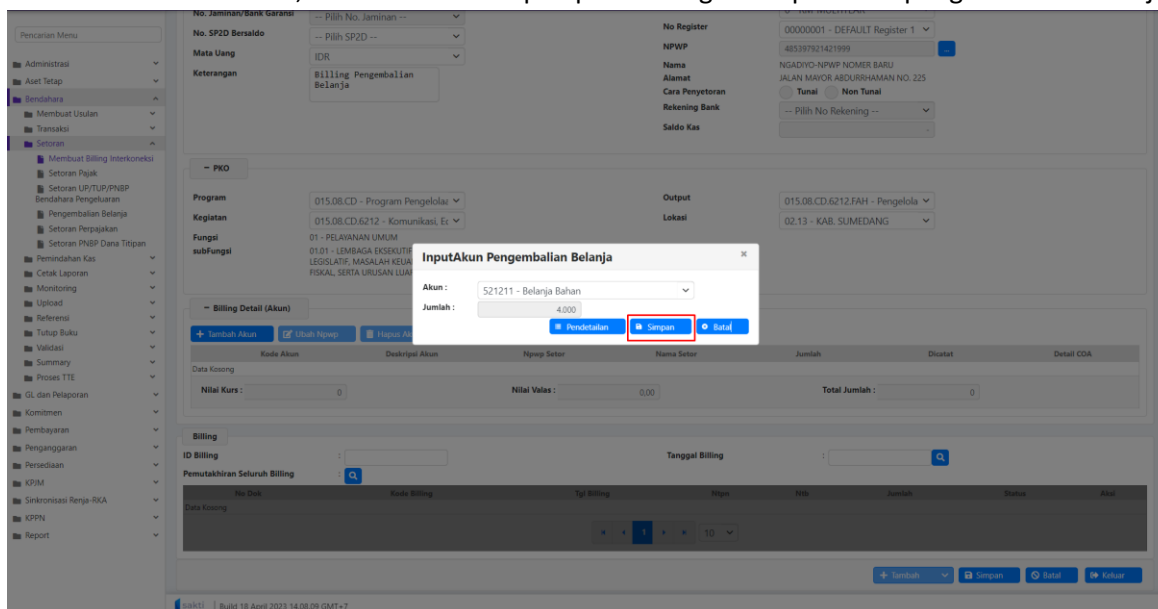 No. Jaminan/Bank Garansi
-- Pilih No. Jaminan --
No. SP2D Bersaldo
-- Pilih SP2D --
Mata Uang
IDR
Keterangan
Billing Pengembalian
Belanja
No Register
00000001 - DEFAULT Register 1
NPWP
485397921421999
...
Nama
NGADIYO-NPWP NOMER BARU
Alamat
JALAN MAYOR ABDURRHAMAN NO. 225
Cara Penyetoran
Tunai Non Tunai
Rekening Bank
-- Pilih No Rekening --
Saldo Kas
Pencarian Menu
Administrasi
Aset Tetap
Bendahara
Membuat Usulan
Transaksi
Setoran
Membuat Billing Interkoneksi
Setoran Pajak
Setoran UP/TUP/PNBP
Bendahara Pengeluaran
Pengembalian Belanja
Setoran Perpajakan
Setoran PNBP Dana Titipan
Pemindahan Kas
Cetak Laporan
Monitoring
Upload
Referensi
Tutup Buku
Validasi
Summary
Proses TTE
GL dan Pelaporan
Komitmen
Pembayaran
Penganggaran
Persediaan
KPJM
Sinkronisasi Renja-RKA
KPPN
Report
− PKO
Program
015.08.CD - Program Pengelolaa
Kegiatan
015.08.CD.6212 - Komunikasi, Ec
Fungsi
01 - PELAYANAN UMUM
subFungsi
01.01 - LEMBAGA EKSEKUTIF
LEGISLATIF, MASALAH KEUA
FISKAL, SERTA URUSAN LUA
Output
015.08.CD.6212.FAH - Pengelola
Lokasi
02.13 - KAB. SUMEDANG
InputAkun Pengembalian Belanja ×
Akun :
521211 - Belanja Bahan
Jumlah :
4.000
Pendetailan Simpan Batal
− Billing Detail (Akun)
+ Tambah Akun Ubah Npwp Hapus Ak
Kode Akun Deskripsi Akun Npwp Setor Nama Setor Jumlah Dicatat Detail COA
Data Kosong
Nilai Kurs : 0 Nilai Valas : 0,00 Total Jumlah : 0
Billing
ID Billing : Tanggal Billing :
Pemutakhiran Seluruh Billing :
No Dok Kode Billing Tgl Billing Ntpn Ntb Jumlah Status Aksi
Data Kosong
1 10
+ Tambah Simpan Batal Keluar
sakti | Build 18 April 2023 14.08.09 GMT+7